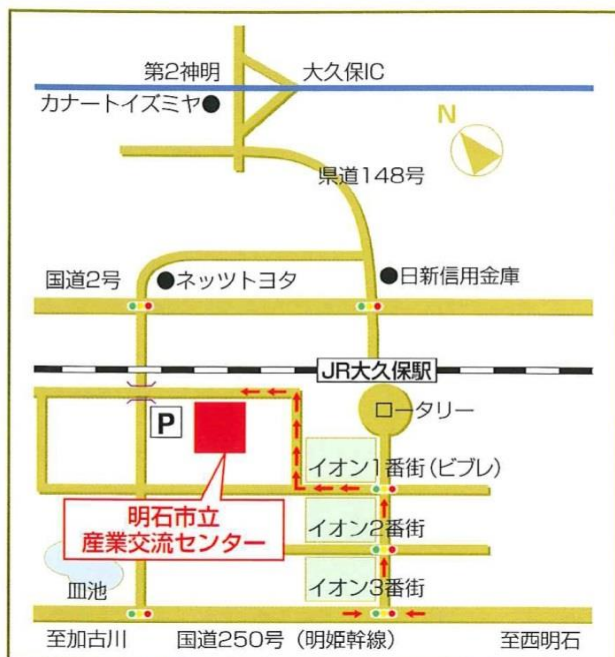 第2神明
大久保IC
カナートイズミヤ
N
県道148号
国道2号
ネッツトヨタ
日新信用金庫
JR大久保駅
P
ロータリー
イオン1番街(ビブレ)
明石市立
産業交流センター
イオン2番街
皿池
イオン3番街
至加古川
国道250号(明姫幹線)
至西明石